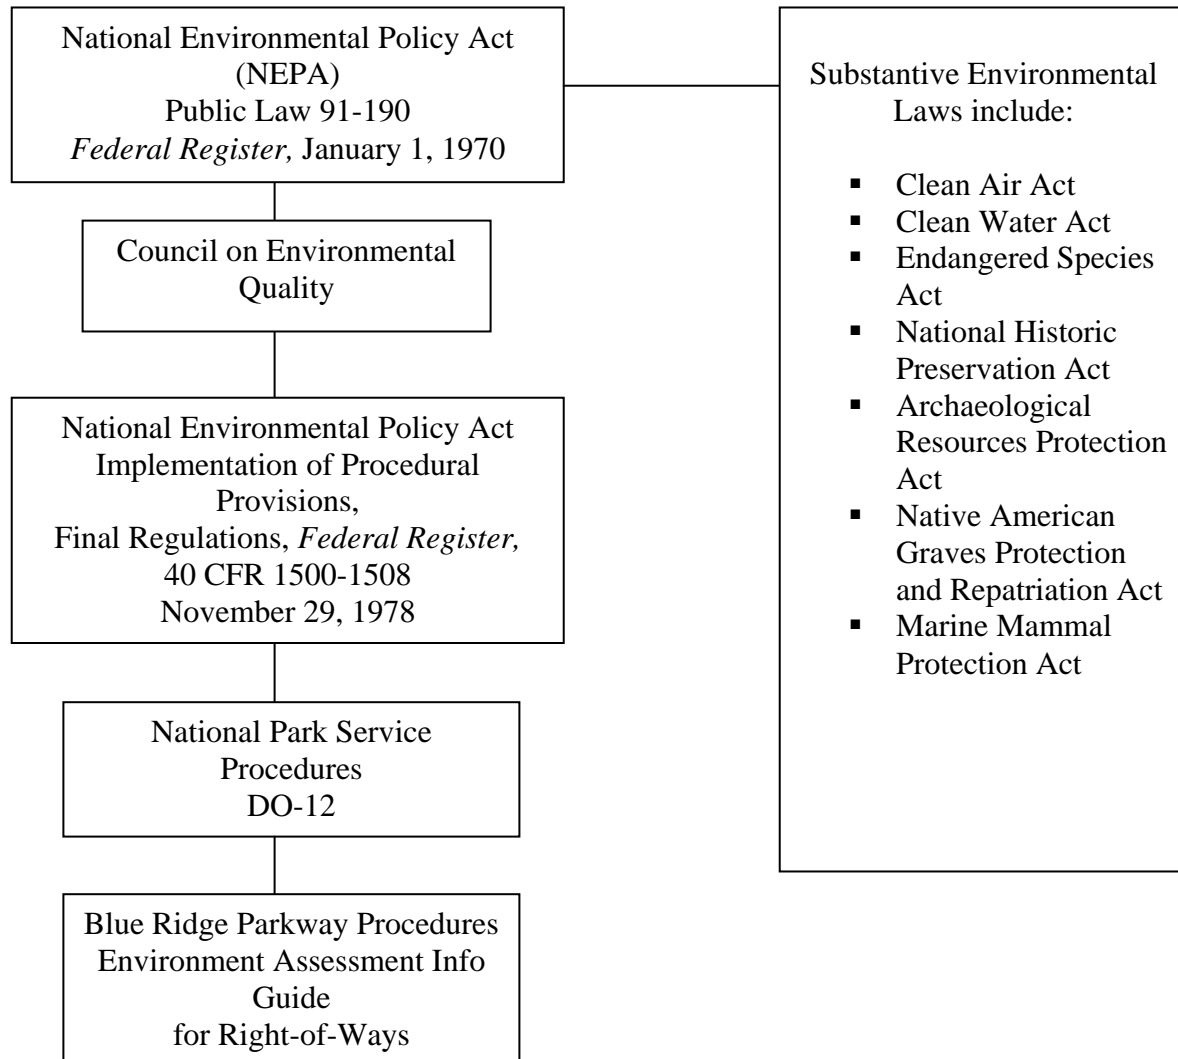 National Environmental Policy Act
(NEPA)
Public Law 91-190
Federal Register, January 1, 1970
Council on Environmental
Quality
National Environmental Policy Act
Implementation of Procedural
Provisions,
Final Regulations, Federal Register,
40 CFR 1500-1508
November 29, 1978
National Park Service
Procedures
DO-12
Blue Ridge Parkway Procedures
Environment Assessment Info
Guide
for Right-of-Ways
Substantive Environmental
Laws include:
▪ Clean Air Act
▪ Clean Water Act
▪ Endangered Species
Act
▪ National Historic
Preservation Act
▪ Archaeological
Resources Protection
Act
▪ Native American
Graves Protection
and Repatriation Act
▪ Marine Mammal
Protection Act